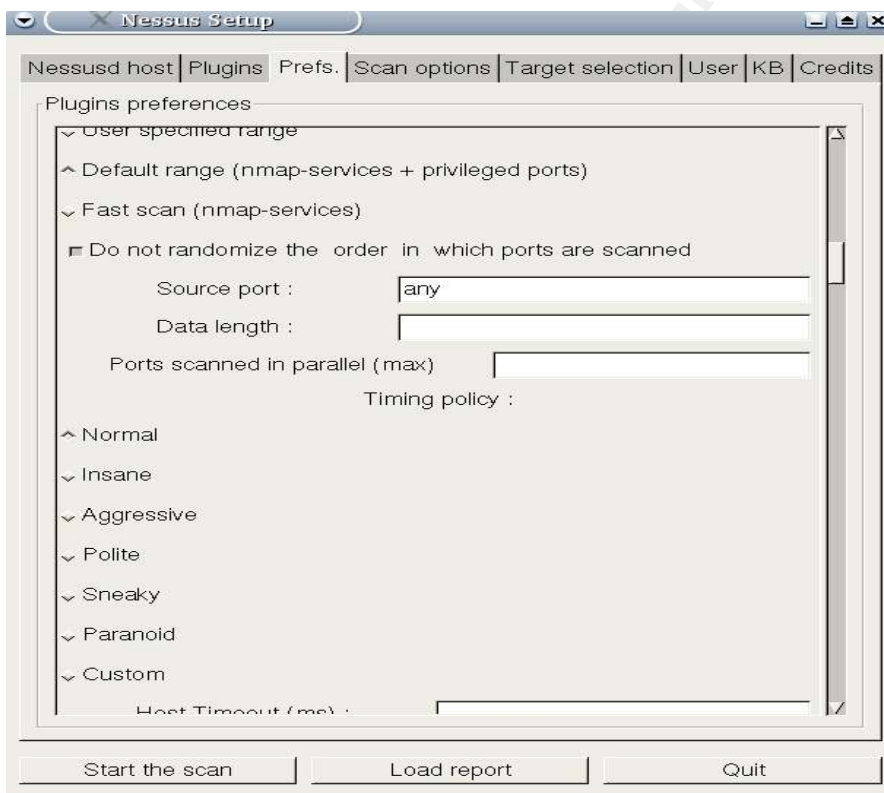 Nessus Setup
Nessusd host Plugins Prefs. Scan options Target selection User KB Credits
Plugins preferences
User specified range
Default range (nmap-services + privileged ports)
Fast scan (nmap-services)
Do not randomize the order in which ports are scanned
Source port : any
Data length :
Ports scanned in parallel (max)
Timing policy :
Normal
Insane
Aggressive
Polite
Sneaky
Paranoid
Custom
Host Timeout (ms) :
Start the scan Load report Quit